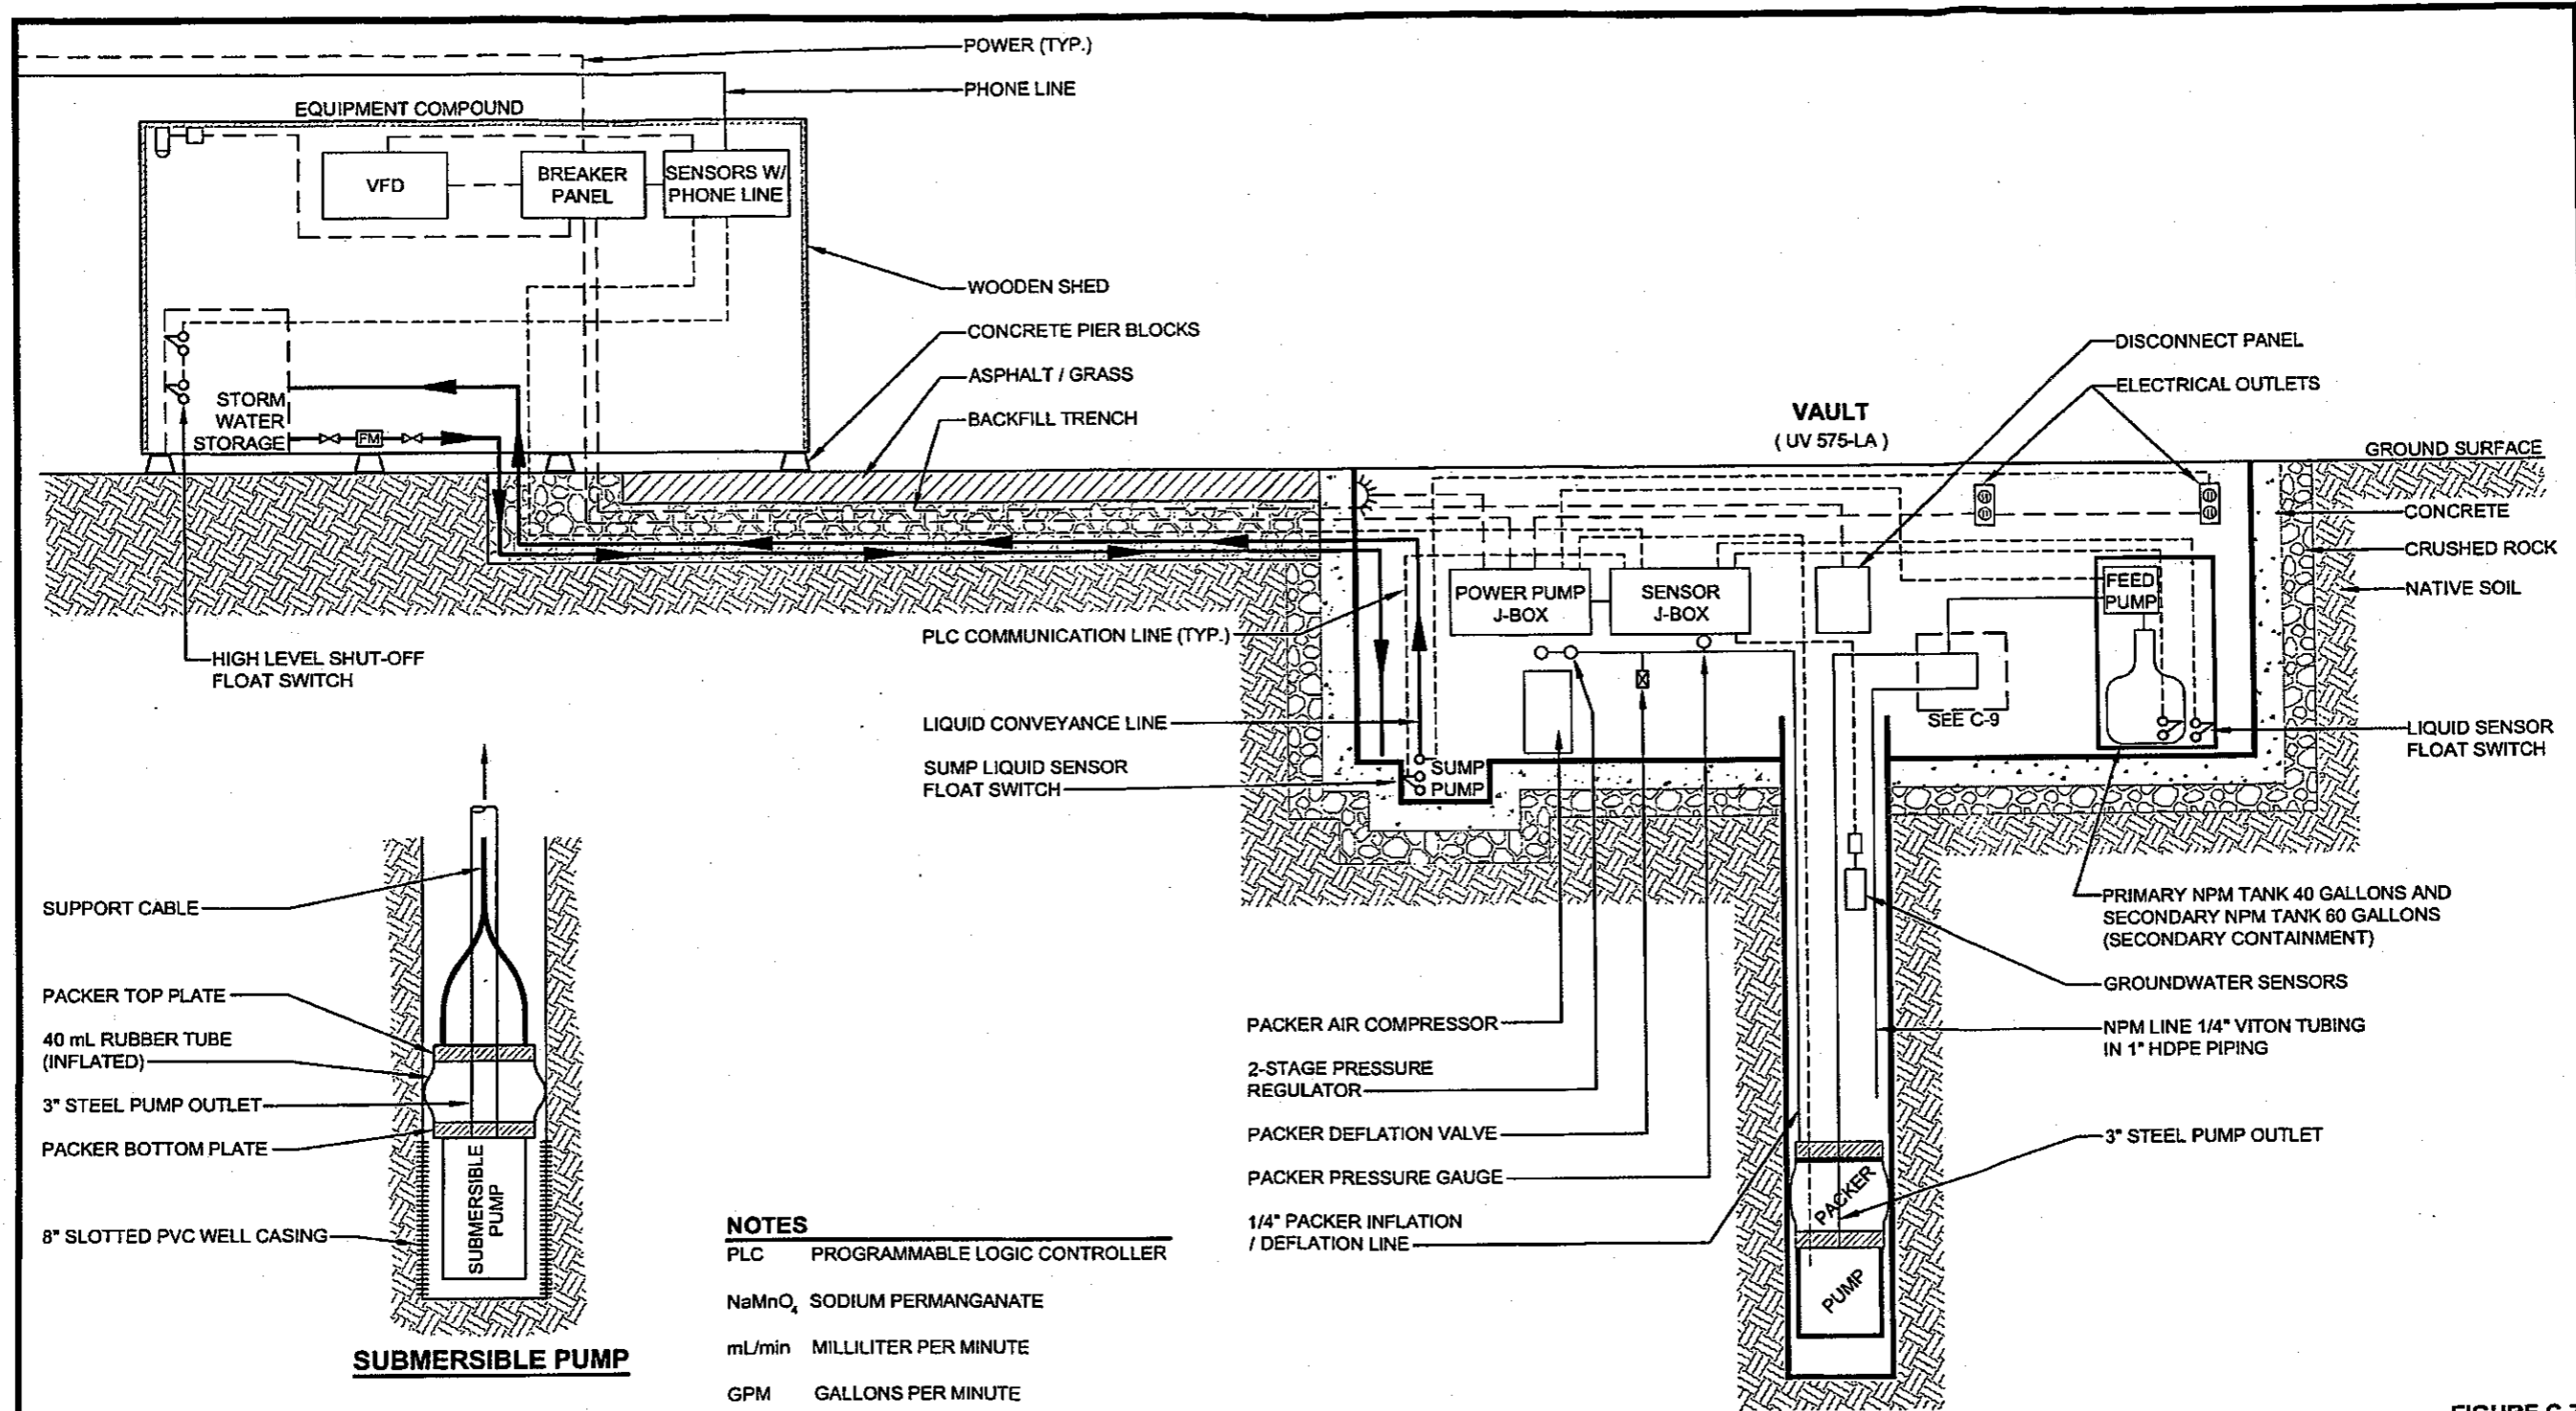 POWER (TYP.)
PHONE LINE
EQUIPMENT COMPOUND
VFD
BREAKER
PANEL
SENSORS W/
PHONE LINE
WOODEN SHED
CONCRETE PIER BLOCKS
ASPHALT / GRASS
BACKFILL TRENCH
STORM
WATER
STORAGE
FM
HIGH LEVEL SHUT-OFF
FLOAT SWITCH
DISCONNECT PANEL
ELECTRICAL OUTLETS
VAULT
( UV 575-LA )
GROUND SURFACE
CONCRETE
CRUSHED ROCK
NATIVE SOIL
POWER PUMP
J-BOX
SENSOR
J-BOX
FEED
PUMP
PLC COMMUNICATION LINE (TYP.)
LIQUID CONVEYANCE LINE
SUMP LIQUID SENSOR
FLOAT SWITCH
SUMP
PUMP
SEE C-9
LIQUID SENSOR
FLOAT SWITCH
PRIMARY NPM TANK 40 GALLONS AND
SECONDARY NPM TANK 60 GALLONS
(SECONDARY CONTAINMENT)
GROUNDWATER SENSORS
NPM LINE 1/4" VITON TUBING
IN 1" HDPE PIPING
3" STEEL PUMP OUTLET
PACKER
PUMP
PACKER AIR COMPRESSOR
2-STAGE PRESSURE
REGULATOR
PACKER DEFLATION VALVE
PACKER PRESSURE GAUGE
1/4" PACKER INFLATION
/ DEFLATION LINE
SUPPORT CABLE
PACKER TOP PLATE
40 mL RUBBER TUBE
(INFLATED)
3" STEEL PUMP OUTLET
PACKER BOTTOM PLATE
8" SLOTTED PVC WELL CASING
SUBMERSIBLE
PUMP
SUBMERSIBLE PUMP
NOTES
PLC PROGRAMMABLE LOGIC CONTROLLER
NaMnO₄ SODIUM PERMANGANATE
mL/min MILLILITER PER MINUTE
GPM GALLONS PER MINUTE